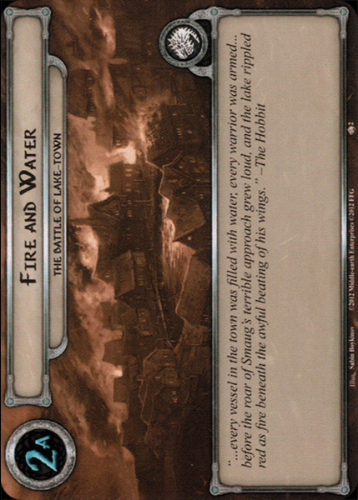 2A
FIRE AND WATER
THE BATTLE OF LAKE-TOWN
"...every vessel in the town was filled with water, every warrior was armed...
before the roar of Smaug's terrible approach grew loud, and the lake rippled
red as fire beneath the awful beating of his wings." –The Hobbit
Illus. Sabin Boykinov ©2012 Middle-earth Enterprises ©2012 FFG 2